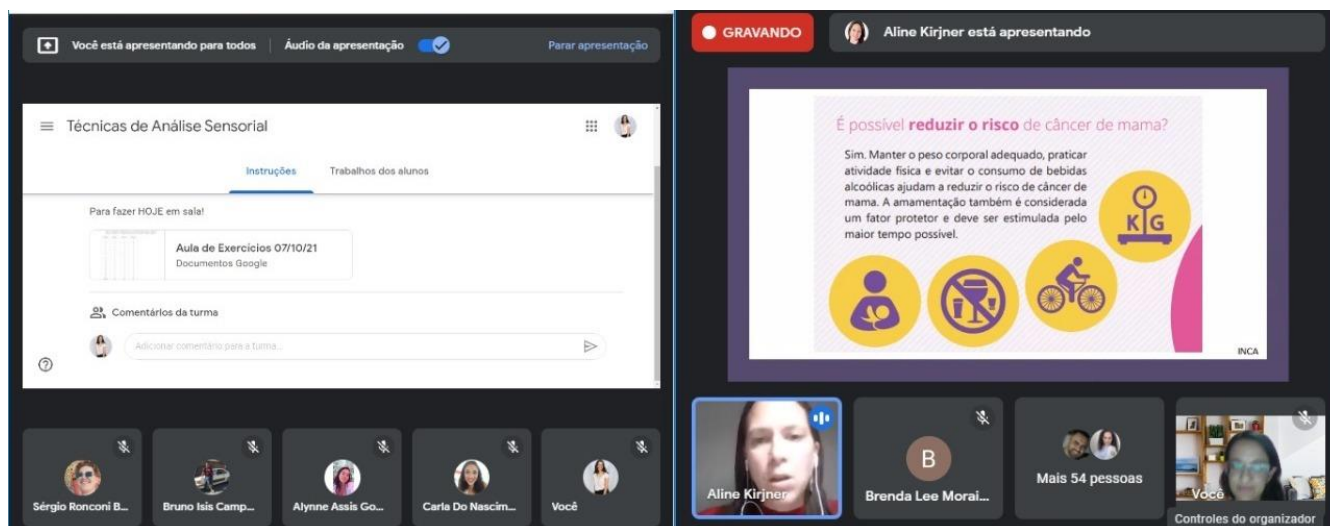 Você está apresentando para todos
Áudio da apresentação
Parar apresentação
Técnicas de Análise Sensorial
Instruções
Trabalhos dos alunos
Para fazer HOJE em sala!
Aula de Exercícios 07/10/21
Documentos Google
Comentários da turma
Adicionar comentário para a turma...
Sérgio Ronconi B...
Bruno Isis Camp...
Alynne Assis Go...
Carla Do Nascim...
Você
GRAVANDO
Aline Kirjner está apresentando
É possível reduzir o risco de câncer de mama?
Sim. Manter o peso corporal adequado, praticar
atividade física e evitar o consumo de bebidas
alcoólicas ajudam a reduzir o risco de câncer de
mama. A amamentação também é considerada
um fator protetor e deve ser estimulada pelo
maior tempo possível.
K G
INCA
Aline Kirjner
B
Brenda Lee Morai...
Mais 54 pessoas
Você
Controles do organizador